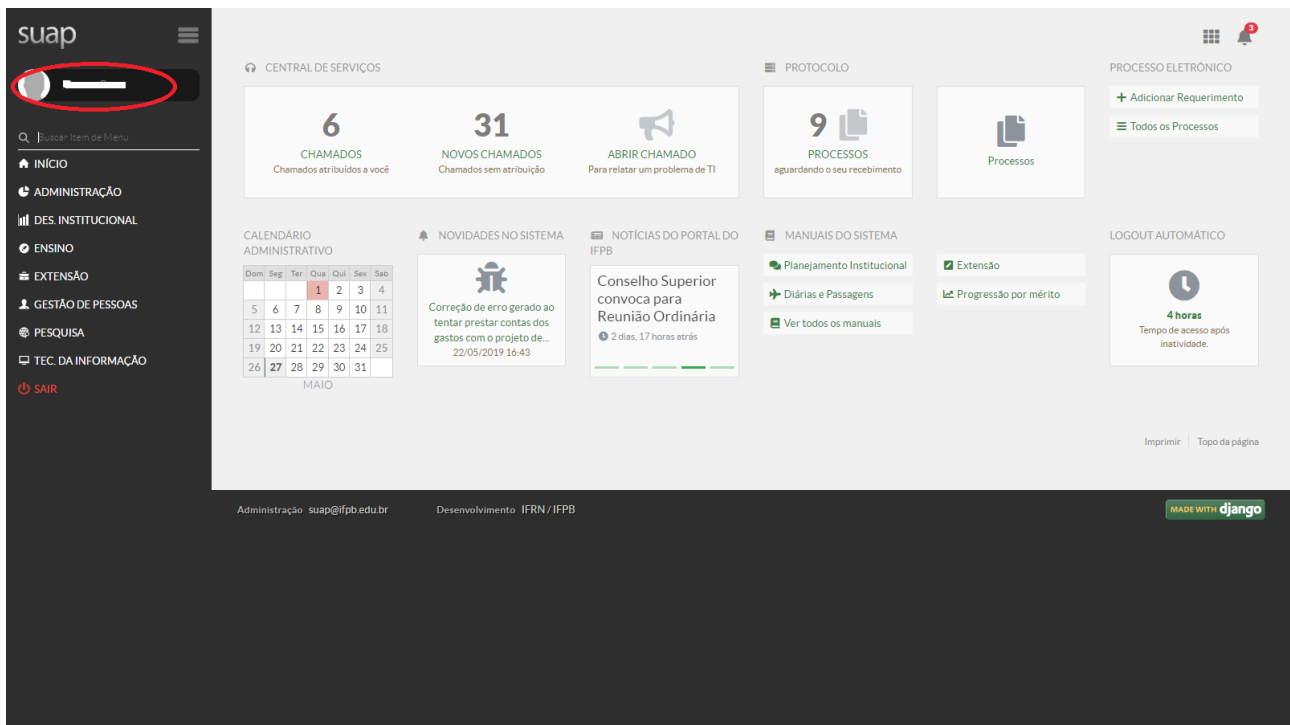 suap
3
Buscar Item de Menu
INÍCIO
ADMINISTRAÇÃO
DES. INSTITUCIONAL
ENSINO
EXTENSÃO
GESTÃO DE PESSOAS
PESQUISA
TEC. DA INFORMAÇÃO
SAIR
CENTRAL DE SERVIÇOS
6
CHAMADOS
Chamados atribuídos a você
31
NOVOS CHAMADOS
Chamados sem atribuição
ABRIR CHAMADO
Para relatar um problema de TI
PROTOCOLO
9
PROCESSOS
aguardando o seu recebimento
Processos
PROCESSO ELETRÔNICO
Adicionar Requerimento
Todos os Processos
CALENDÁRIO
ADMINISTRATIVO
Dom Seg Ter Qua Qui Sex Sab
1 2 3 4
5 6 7 8 9 10 11
12 13 14 15 16 17 18
19 20 21 22 23 24 25
26 27 28 29 30 31
MAIO
NOVIDADES NO SISTEMA
Correção de erro gerado ao
tentar prestar contas dos
gastos com o projeto de...
22/05/2019 16:43
NOTÍCIAS DO PORTAL DO
IFPB
Conselho Superior
convoca para
Reunião Ordinária
2 dias, 17 horas atrás
MANUAIS DO SISTEMA
Planejamento Institucional
Extensão
Diárias e Passagens
Progressão por mérito
Ver todos os manuais
LOGOUT AUTOMÁTICO
4 horas
Tempo de acesso após
inatividade.
Imprimir Topo da página
Administração suap@ifpb.edu.br Desenvolvimento IFRN / IFPB
MADE WITH django